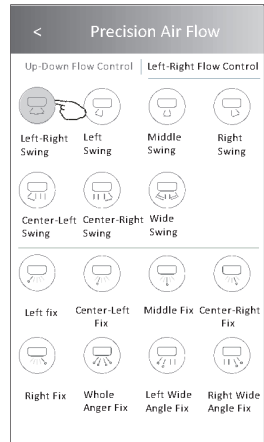 < Precision Air Flow
Up-Down Flow Control Left-Right Flow Control
Left-Right Swing Left Swing Middle Swing Right Swing
Center-Left Swing Center-Right Swing Wide Swing
Left fix Center-Left Fix Middle Fix Center-Right Fix
Right Fix Whole Anger Fix Left Wide Angle Fix Right Wide Angle Fix